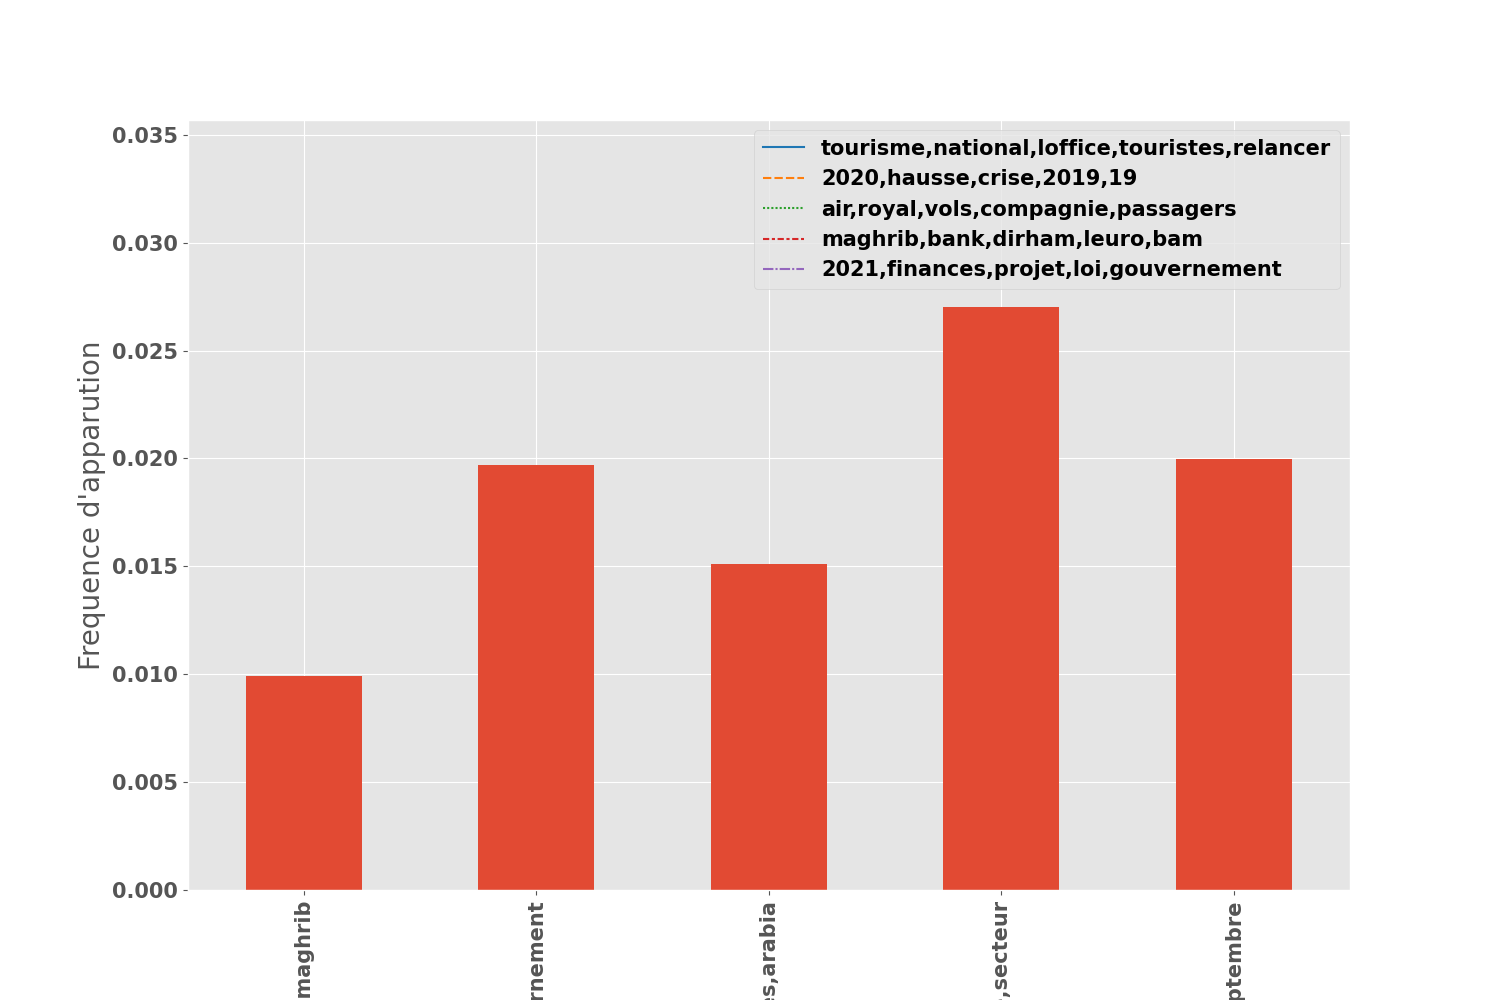 0.035
0.030
0.025
0.020
0.015
0.010
0.005
0.000
Frequence d'apparution
tourisme,national,loffice,touristes,relancer
2020,hausse,crise,2019,19
air,royal,vols,compagnie,passagers
maghrib,bank,dirham,leuro,bam
2021,finances,projet,loi,gouvernement
maghrib
rnement
es,arabia
,secteur
ptembre